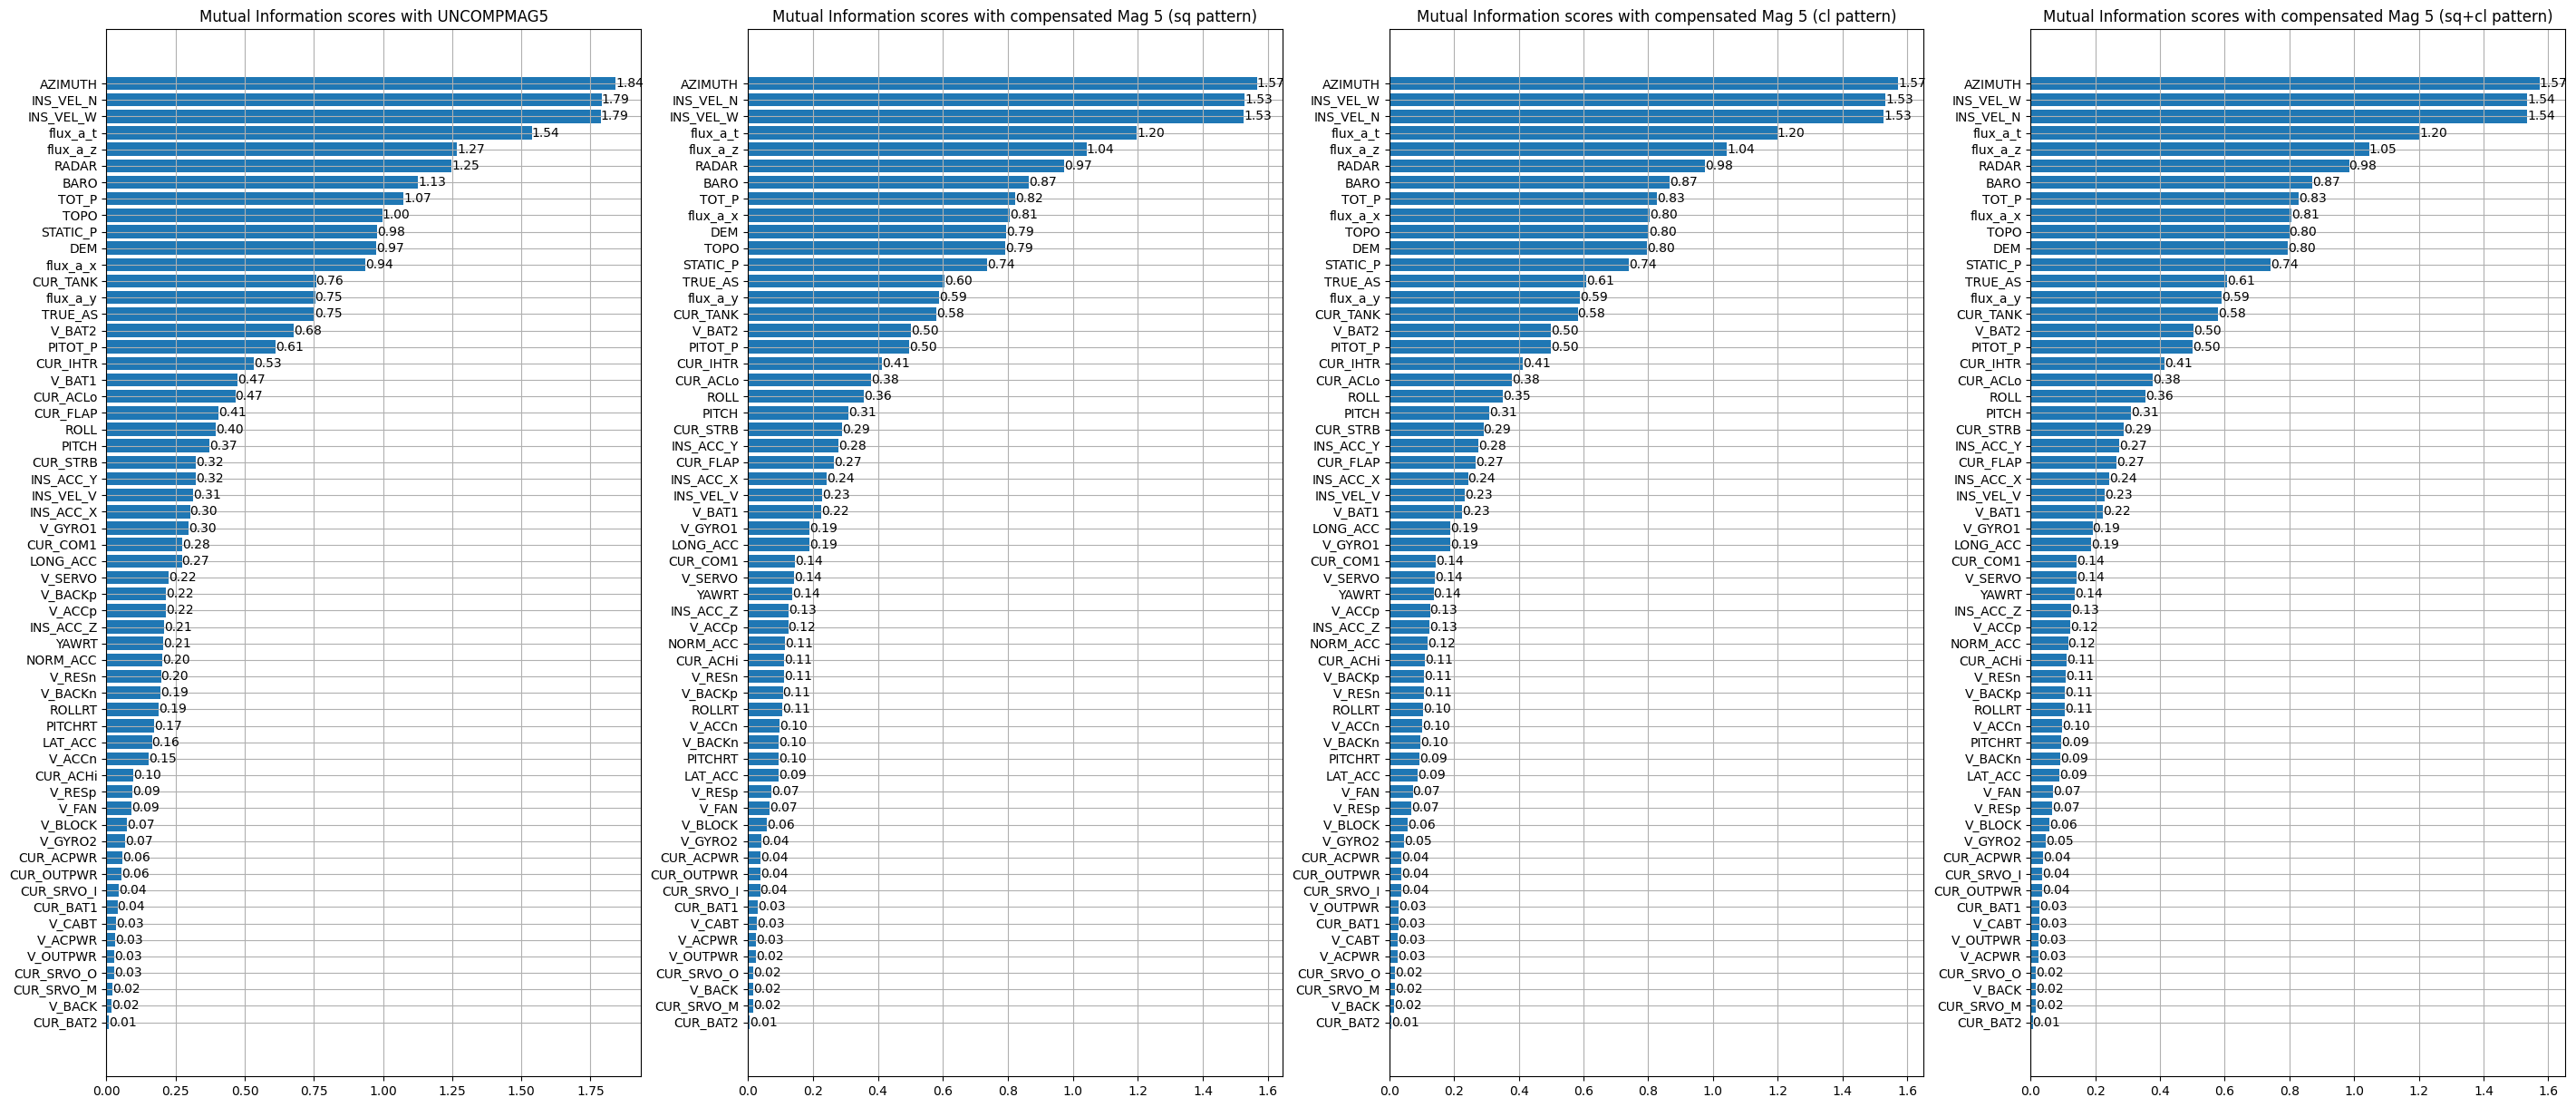 Mutual Information scores with UNCOMPMAG5
AZIMUTH 1.84
INS_VEL_N 1.79
INS_VEL_W 1.79
flux_a_t 1.54
flux_a_z 1.27
RADAR 1.25
BARO 1.13
TOT_P 1.07
TOPO 1.00
STATIC_P 0.98
DEM 0.97
flux_a_x 0.94
CUR_TANK 0.76
flux_a_y 0.75
TRUE_AS 0.75
V_BAT2 0.68
PITOT_P 0.61
CUR_IHTR 0.53
V_BAT1 0.47
CUR_ACLo 0.47
CUR_FLAP 0.41
ROLL 0.40
PITCH 0.37
CUR_STRB 0.32
INS_ACC_Y 0.32
INS_VEL_V 0.31
INS_ACC_X 0.30
V_GYRO1 0.30
CUR_COM1 0.28
LONG_ACC 0.27
V_SERVO 0.22
V_BACKp 0.22
V_ACCp 0.22
INS_ACC_Z 0.21
YAWRT 0.21
NORM_ACC 0.20
V_RESn 0.20
V_BACKn 0.19
ROLLRT 0.19
PITCHRT 0.17
LAT_ACC 0.16
V_ACCn 0.15
CUR_ACHi 0.10
V_RESp 0.09
V_FAN 0.09
V_BLOCK 0.07
V_GYRO2 0.07
CUR_ACPWR 0.06
CUR_OUTPWR 0.06
CUR_SRVO_I 0.04
CUR_BAT1 0.04
V_CABT 0.03
V_ACPWR 0.03
V_OUTPWR 0.03
CUR_SRVO_O 0.03
CUR_SRVO_M 0.02
V_BACK 0.02
CUR_BAT2 0.01
0.00 0.25 0.50 0.75 1.00 1.25 1.50 1.75
Mutual Information scores with compensated Mag 5 (sq pattern)
AZIMUTH 1.57
INS_VEL_N 1.53
INS_VEL_W 1.53
flux_a_t 1.20
flux_a_z 1.04
RADAR 0.97
BARO 0.87
TOT_P 0.82
flux_a_x 0.81
DEM 0.79
TOPO 0.79
STATIC_P 0.74
TRUE_AS 0.60
flux_a_y 0.59
CUR_TANK 0.58
V_BAT2 0.50
PITOT_P 0.50
CUR_IHTR 0.41
CUR_ACLo 0.38
ROLL 0.36
PITCH 0.31
CUR_STRB 0.29
INS_ACC_Y 0.28
CUR_FLAP 0.27
INS_ACC_X 0.24
INS_VEL_V 0.23
V_BAT1 0.22
V_GYRO1 0.19
LONG_ACC 0.19
CUR_COM1 0.14
V_SERVO 0.14
YAWRT 0.14
INS_ACC_Z 0.13
V_ACCp 0.12
NORM_ACC 0.11
CUR_ACHi 0.11
V_RESn 0.11
V_BACKp 0.11
ROLLRT 0.11
V_ACCn 0.10
V_BACKn 0.10
PITCHRT 0.10
LAT_ACC 0.09
V_RESp 0.07
V_FAN 0.07
V_BLOCK 0.06
V_GYRO2 0.04
CUR_ACPWR 0.04
CUR_OUTPWR 0.04
CUR_SRVO_I 0.04
CUR_BAT1 0.03
V_CABT 0.03
V_ACPWR 0.03
V_OUTPWR 0.02
CUR_SRVO_O 0.02
V_BACK 0.02
CUR_SRVO_M 0.02
CUR_BAT2 0.01
0.0 0.2 0.4 0.6 0.8 1.0 1.2 1.4 1.6
Mutual Information scores with compensated Mag 5 (cl pattern)
AZIMUTH 1.57
INS_VEL_W 1.53
INS_VEL_N 1.53
flux_a_t 1.20
flux_a_z 1.04
RADAR 0.98
BARO 0.87
TOT_P 0.83
flux_a_x 0.80
TOPO 0.80
DEM 0.80
STATIC_P 0.74
TRUE_AS 0.61
flux_a_y 0.59
CUR_TANK 0.58
V_BAT2 0.50
PITOT_P 0.50
CUR_IHTR 0.41
CUR_ACLo 0.38
ROLL 0.35
PITCH 0.31
CUR_STRB 0.29
INS_ACC_Y 0.28
CUR_FLAP 0.27
INS_ACC_X 0.24
INS_VEL_V 0.23
V_BAT1 0.23
LONG_ACC 0.19
V_GYRO1 0.19
CUR_COM1 0.14
V_SERVO 0.14
YAWRT 0.14
V_ACCp 0.13
INS_ACC_Z 0.13
NORM_ACC 0.12
CUR_ACHi 0.11
V_BACKp 0.11
V_RESn 0.11
ROLLRT 0.10
V_ACCn 0.10
V_BACKn 0.10
PITCHRT 0.09
LAT_ACC 0.09
V_FAN 0.07
V_RESp 0.07
V_BLOCK 0.06
V_GYRO2 0.05
CUR_ACPWR 0.04
CUR_OUTPWR 0.04
CUR_SRVO_I 0.04
V_OUTPWR 0.03
CUR_BAT1 0.03
V_CABT 0.03
V_ACPWR 0.03
CUR_SRVO_O 0.02
CUR_SRVO_M 0.02
V_BACK 0.02
CUR_BAT2 0.01
0.0 0.2 0.4 0.6 0.8 1.0 1.2 1.4 1.6
Mutual Information scores with compensated Mag 5 (sq+cl pattern)
AZIMUTH 1.57
INS_VEL_W 1.54
INS_VEL_N 1.54
flux_a_t 1.20
flux_a_z 1.05
RADAR 0.98
BARO 0.87
TOT_P 0.83
flux_a_x 0.81
TOPO 0.80
DEM 0.80
STATIC_P 0.74
TRUE_AS 0.61
flux_a_y 0.59
CUR_TANK 0.58
V_BAT2 0.50
PITOT_P 0.50
CUR_IHTR 0.41
CUR_ACLo 0.38
ROLL 0.36
PITCH 0.31
CUR_STRB 0.29
INS_ACC_Y 0.27
CUR_FLAP 0.27
INS_ACC_X 0.24
INS_VEL_V 0.23
V_BAT1 0.22
V_GYRO1 0.19
LONG_ACC 0.19
CUR_COM1 0.14
V_SERVO 0.14
YAWRT 0.14
INS_ACC_Z 0.13
V_ACCp 0.12
NORM_ACC 0.12
CUR_ACHi 0.11
V_RESn 0.11
V_BACKp 0.11
ROLLRT 0.11
V_ACCn 0.10
PITCHRT 0.09
V_BACKn 0.09
LAT_ACC 0.09
V_FAN 0.07
V_RESp 0.07
V_BLOCK 0.06
V_GYRO2 0.05
CUR_ACPWR 0.04
CUR_SRVO_I 0.04
CUR_OUTPWR 0.04
CUR_BAT1 0.03
V_CABT 0.03
V_OUTPWR 0.03
V_ACPWR 0.03
CUR_SRVO_O 0.02
V_BACK 0.02
CUR_SRVO_M 0.02
CUR_BAT2 0.01
0.0 0.2 0.4 0.6 0.8 1.0 1.2 1.4 1.6